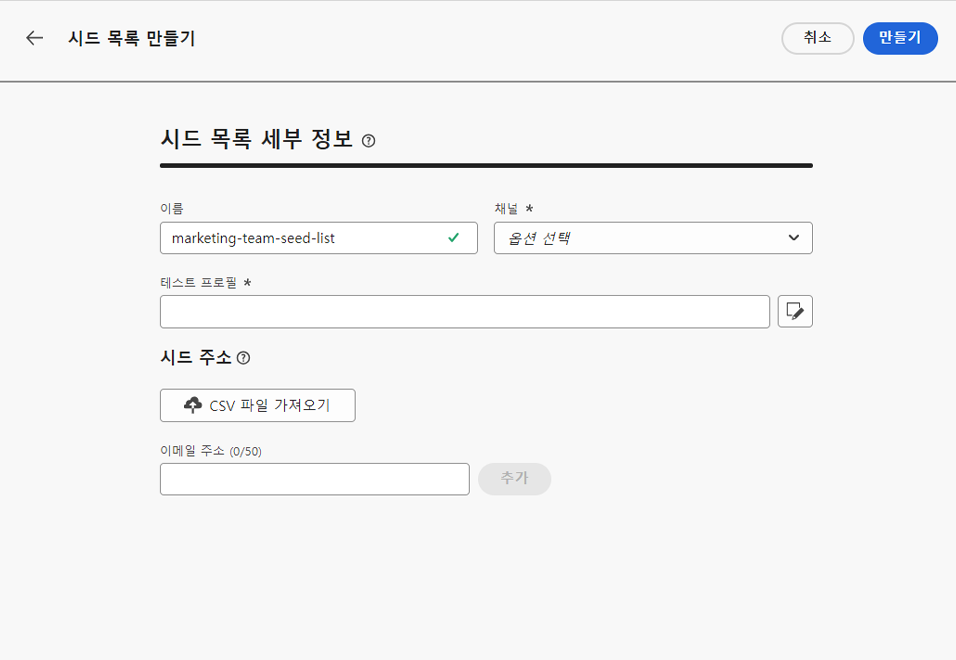 시드 목록 만들기
취소
만들기
시드 목록 세부 정보
이름
채널 *
marketing-team-seed-list
옵션 선택
테스트 프로필 *
시드 주소
CSV 파일 가져오기
이메일 주소 (0/50)
추가